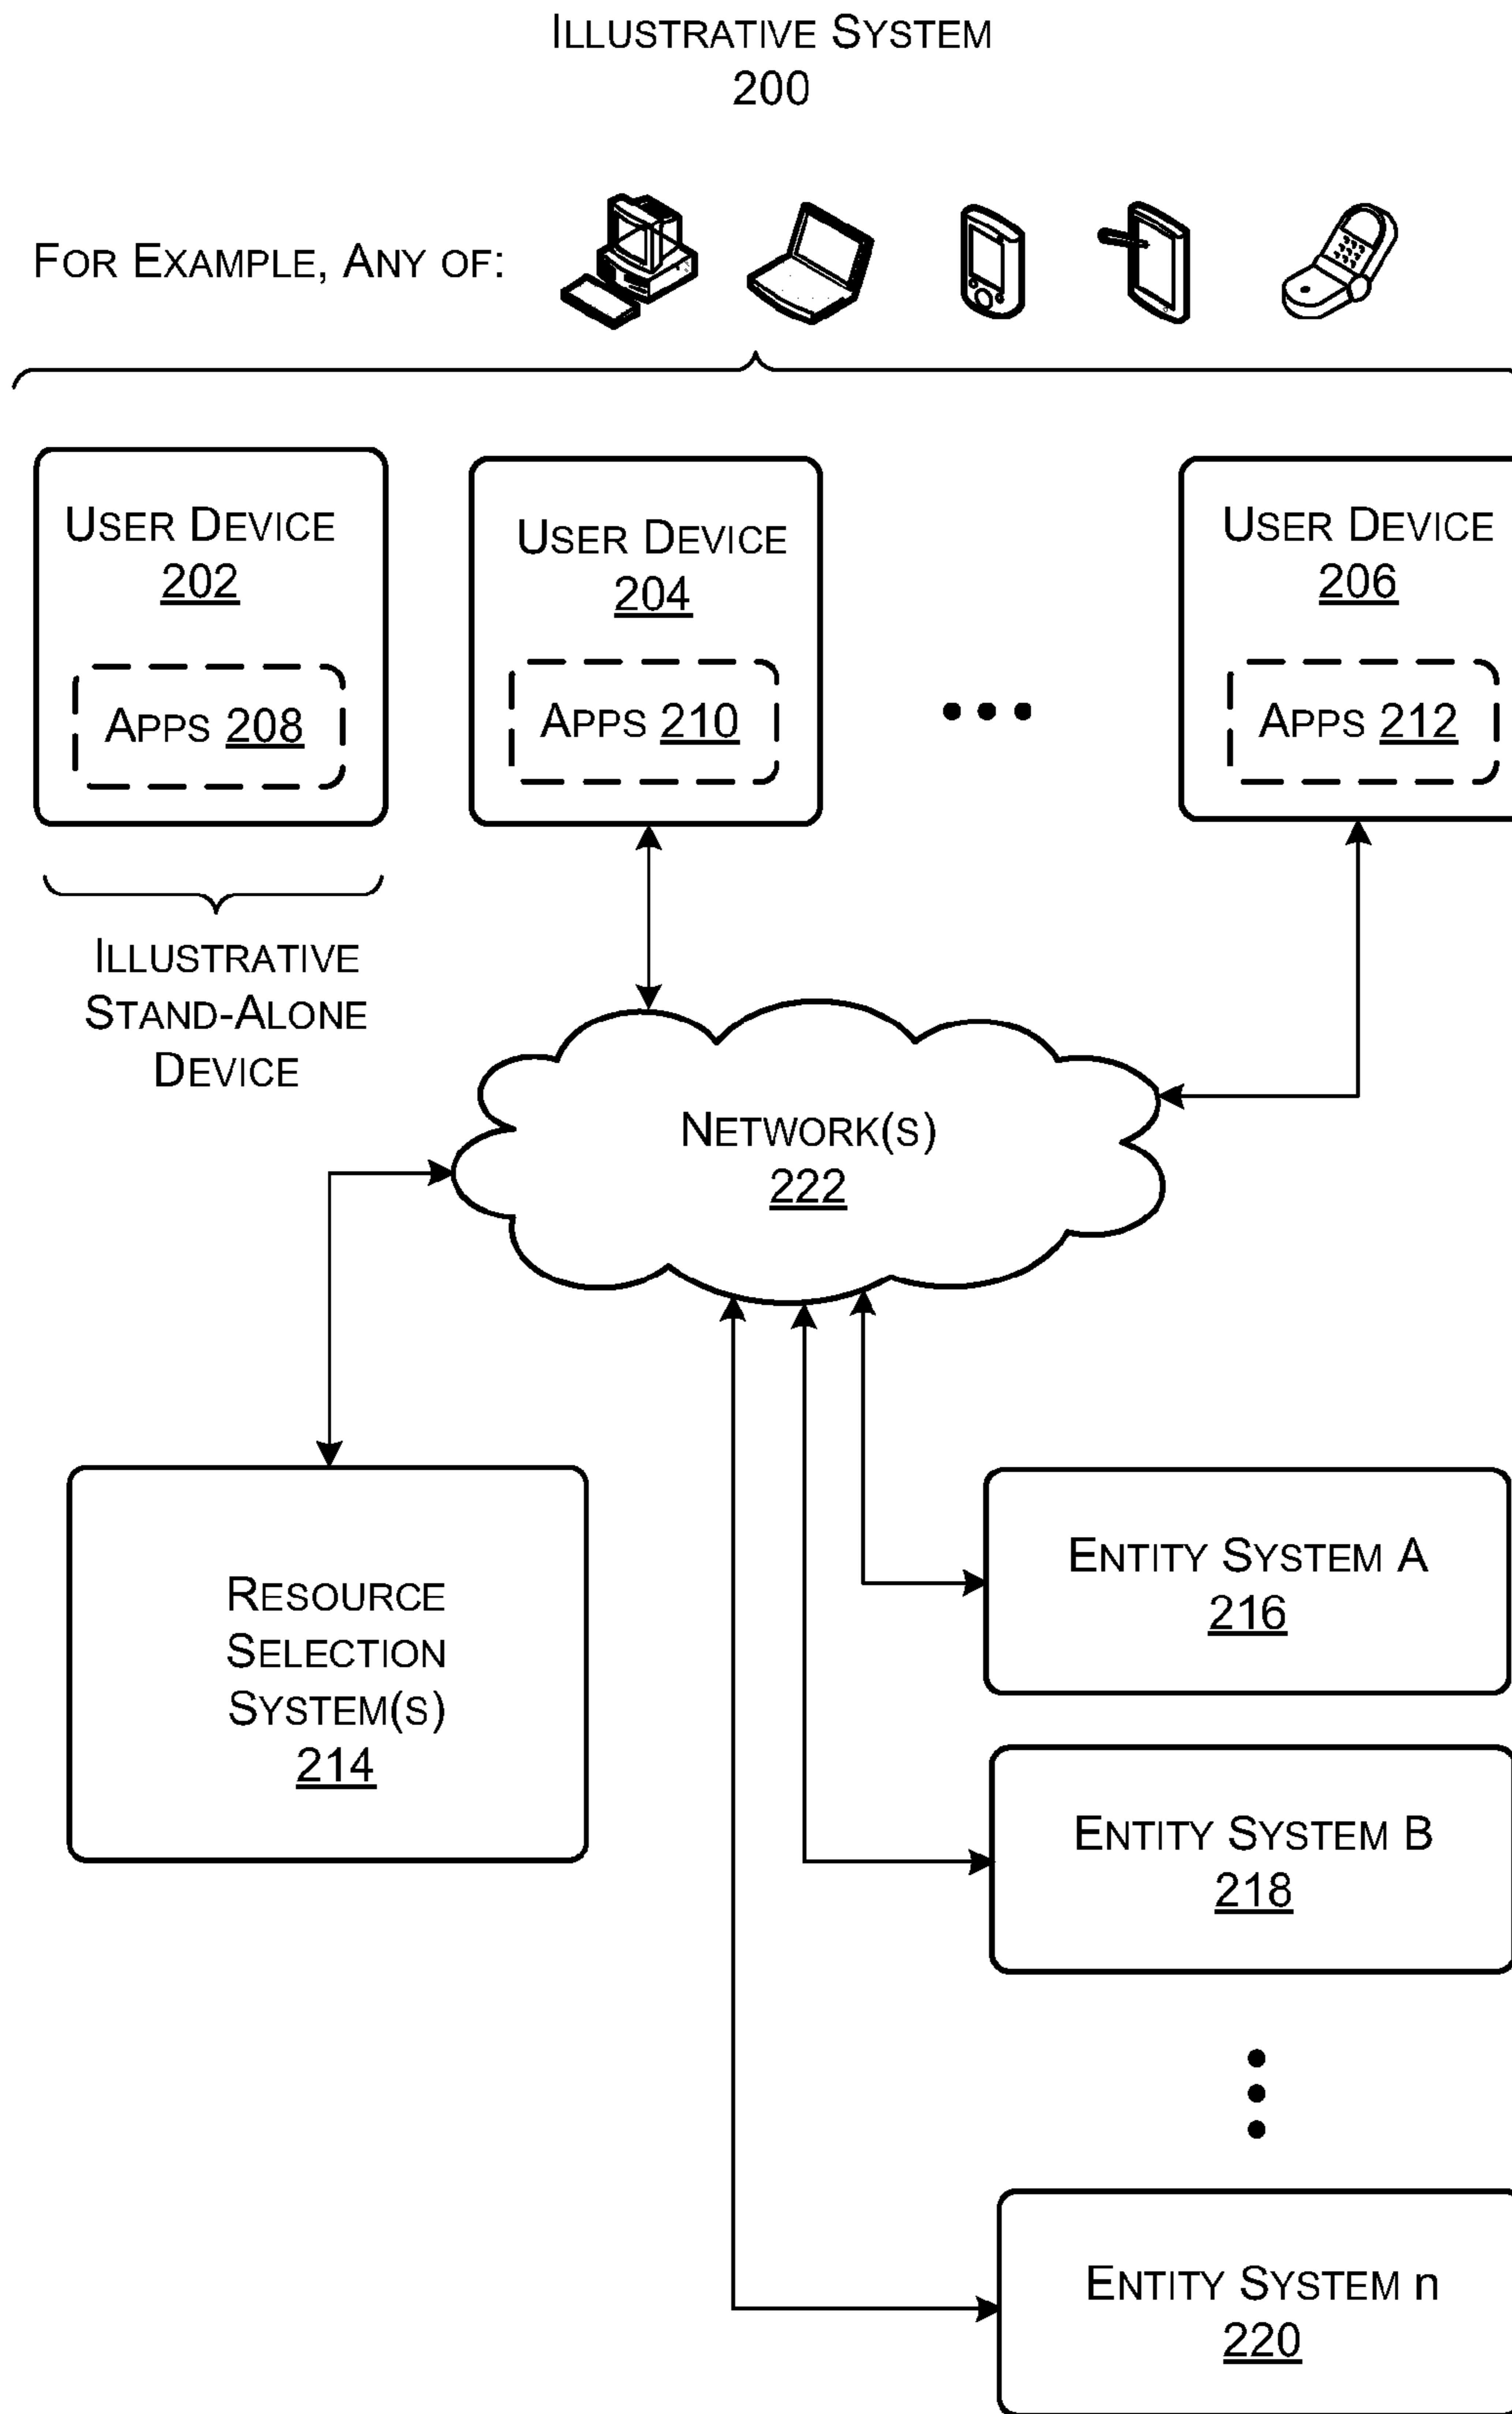 ILLUSTRATIVE SYSTEM
200
FOR EXAMPLE, ANY OF:
USER DEVICE
202
APPS 208
USER DEVICE
204
APPS 210
USER DEVICE
206
APPS 212
ILLUSTRATIVE
STAND-ALONE
DEVICE
NETWORK(S)
222
RESOURCE
SELECTION
SYSTEM(S)
214
ENTITY SYSTEM A
216
ENTITY SYSTEM B
218
ENTITY SYSTEM n
220